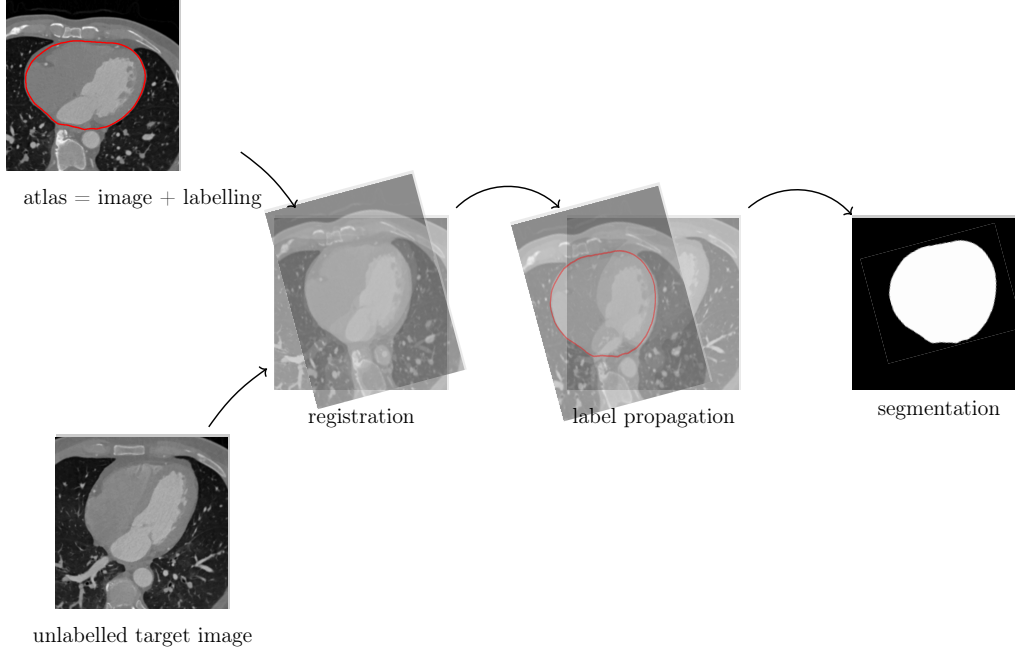 atlas = image + labelling
registration
label propagation
segmentation
unlabelled target image